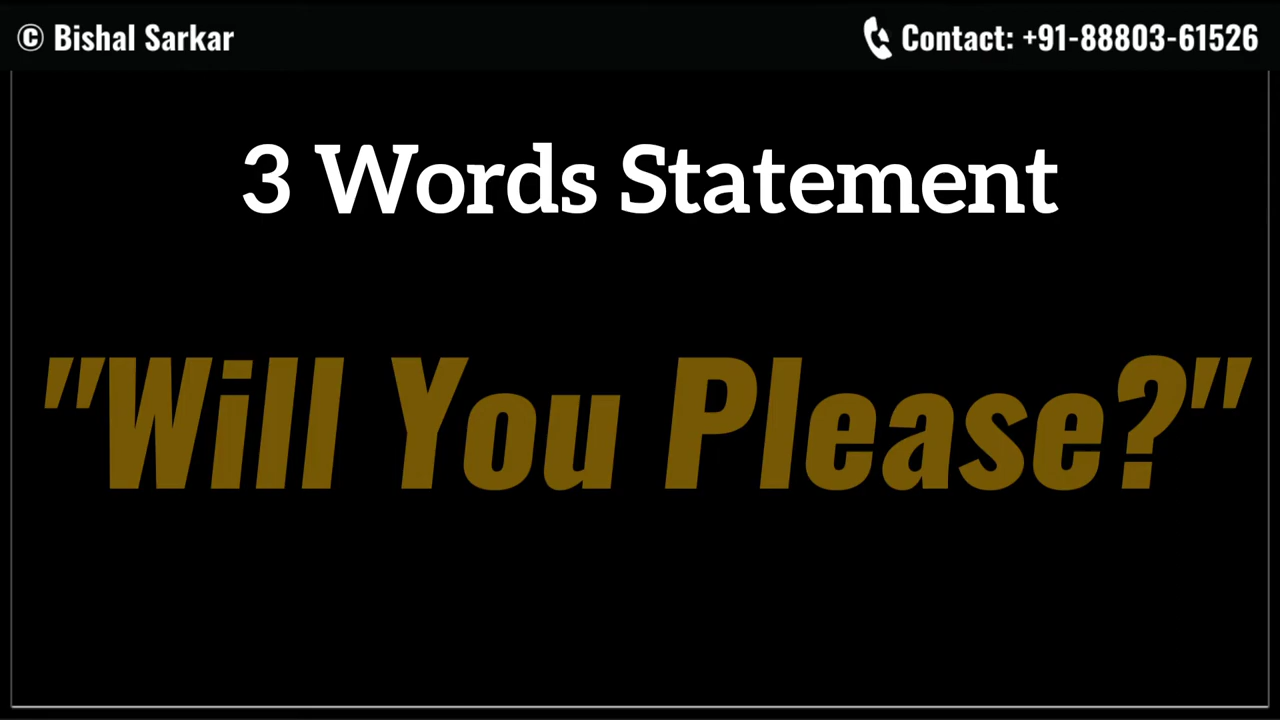 © Bishal Sarkar
Contact: +91-88803-61526
3 Words Statement
"Will You Please?"